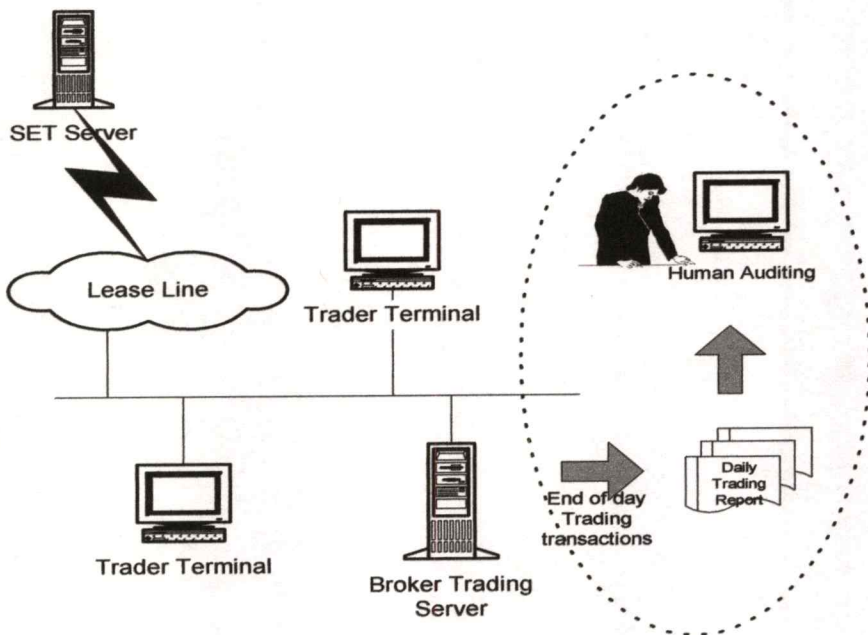 SET Server
Lease Line
Trader Terminal
Human Auditing
Trader Terminal
Broker Trading
Server
End of day
Trading
transactions
Daily
Trading
Report